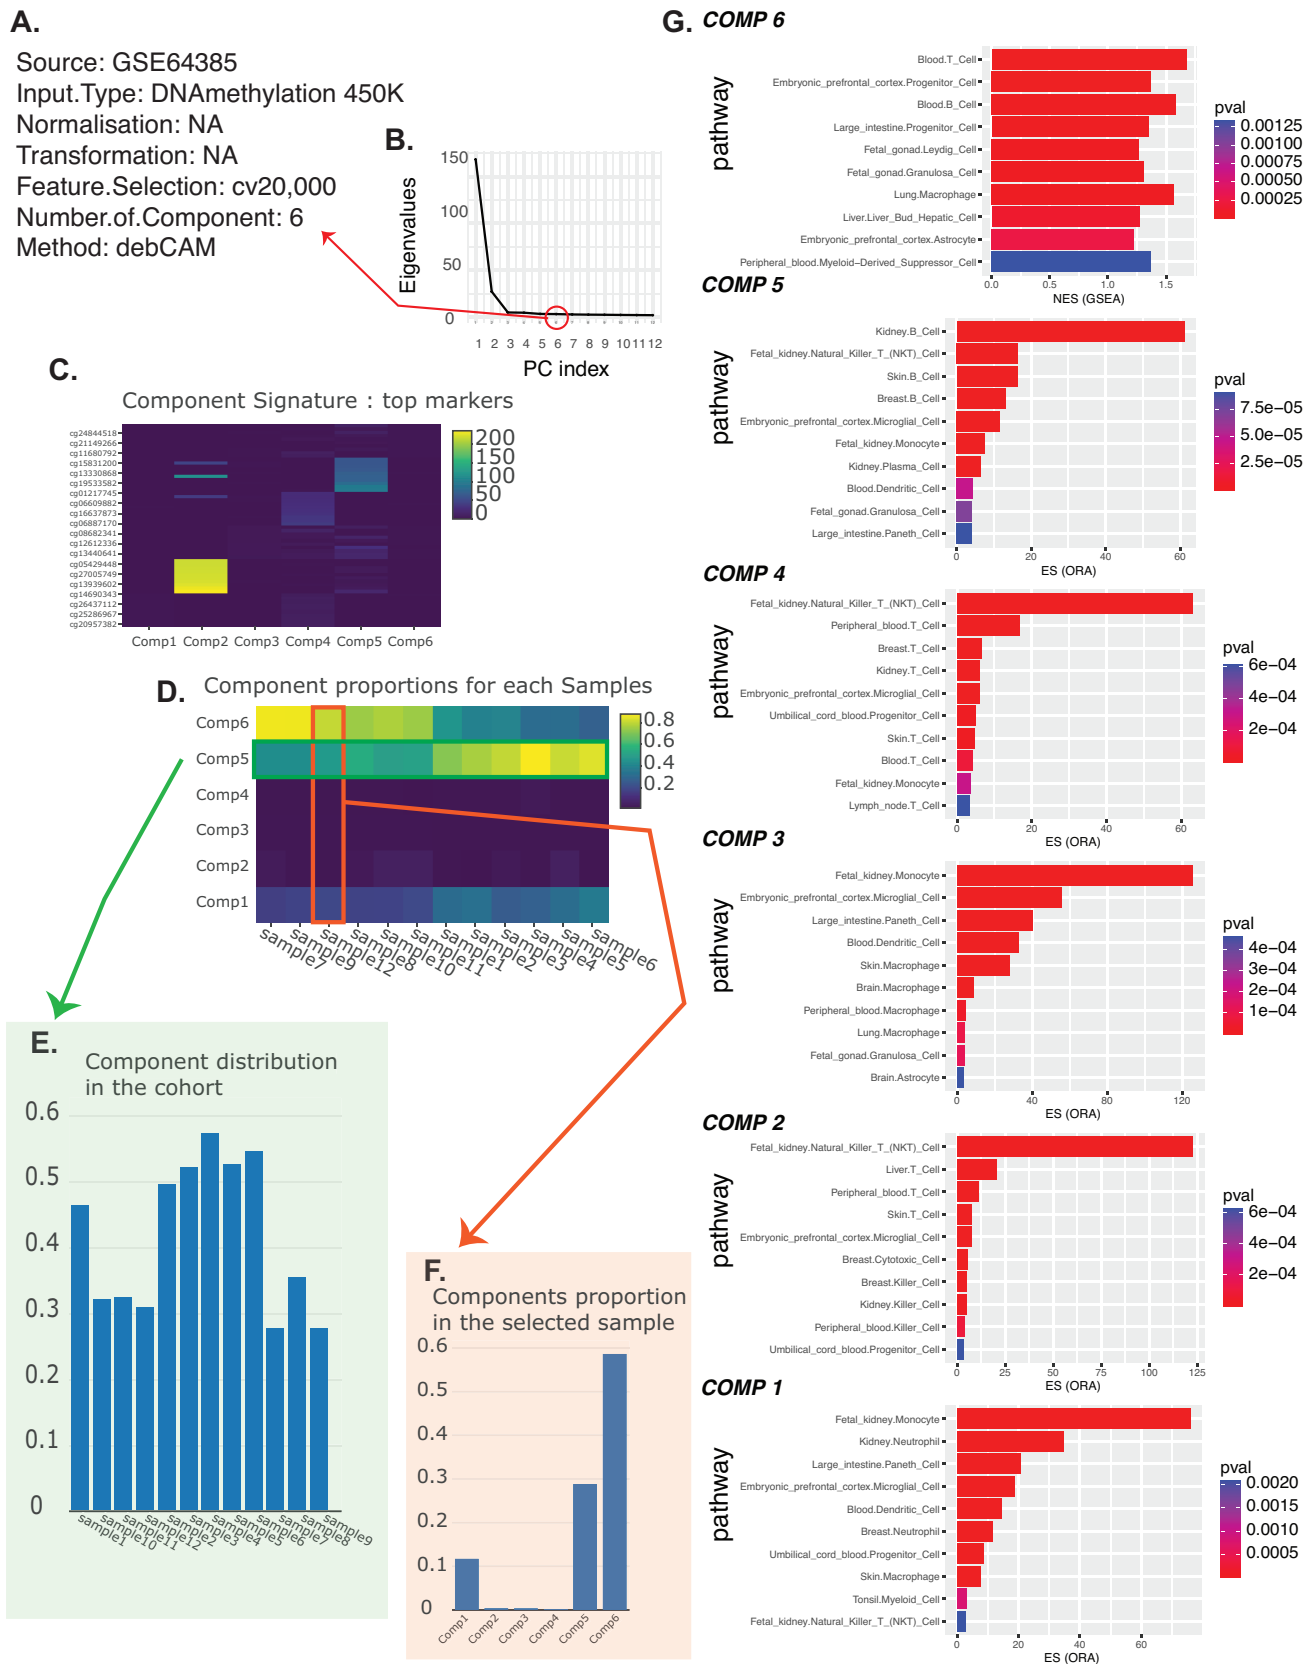 A.
Source: GSE64385
Input.Type: DNAmethylation 450K
Normalisation: NA
Transformation: NA
Feature.Selection: cv20,000
Number.of.Component: 6
Method: debCAM
B.
Eigenvalues
150
100
50
0
1 2 3 4 5 6 7 8 9 10 11 12
PC index
C.
Component Signature : top markers
cg24844518
cg21149266
cg11680792
cg15831200
cg13330868
cg19533582
cg01217745
cg06609882
cg16637873
cg06887170
cg08682341
cg12612336
cg13440641
cg05429448
cg27005749
cg13939602
cg14690343
cg26437112
cg25286967
cg20957382
Comp1 Comp2 Comp3 Comp4 Comp5 Comp6
200
150
100
50
0
D.
Component proportions for each Samples
Comp6
Comp5
Comp4
Comp3
Comp2
Comp1
sample7 sample9 sample12 sample8 sample10 sample11 sample1 sample2 sample3 sample4 sample5 sample6
0.8
0.6
0.4
0.2
E.
Component distribution
in the cohort
0.6
0.5
0.4
0.3
0.2
0.1
0
sample1 sample10 sample11 sample12 sample2 sample3 sample4 sample5 sample6 sample7 sample8 sample9
F.
Components proportion
in the selected sample
0.6
0.5
0.4
0.3
0.2
0.1
0
Comp1 Comp2 Comp3 Comp4 Comp5 Comp6
G.
COMP 6
pathway
Blood.T_Cell
Embryonic_prefrontal_cortex.Progenitor_Cell
Blood.B_Cell
Large_intestine.Progenitor_Cell
Fetal_gonad.Leydig_Cell
Fetal_gonad.Granulosa_Cell
Lung.Macrophage
Liver.Liver_Bud_Hepatic_Cell
Embryonic_prefrontal_cortex.Astrocyte
Peripheral_blood.Myeloid-Derived_Suppressor_Cell
0.0 0.5 1.0 1.5
NES (GSEA)
pval
0.00125
0.00100
0.00075
0.00050
0.00025
COMP 5
pathway
Kidney.B_Cell
Fetal_kidney.Natural_Killer_T_(NKT)_Cell
Skin.B_Cell
Breast.B_Cell
Embryonic_prefrontal_cortex.Microglial_Cell
Fetal_kidney.Monocyte
Kidney.Plasma_Cell
Blood.Dendritic_Cell
Fetal_gonad.Granulosa_Cell
Large_intestine.Paneth_Cell
0 20 40 60
ES (ORA)
pval
7.5e−05
5.0e−05
2.5e−05
COMP 4
pathway
Fetal_kidney.Natural_Killer_T_(NKT)_Cell
Peripheral_blood.T_Cell
Breast.T_Cell
Kidney.T_Cell
Embryonic_prefrontal_cortex.Microglial_Cell
Umbilical_cord_blood.Progenitor_Cell
Skin.T_Cell
Blood.T_Cell
Fetal_kidney.Monocyte
Lymph_node.T_Cell
0 20 40 60
ES (ORA)
pval
6e−04
4e−04
2e−04
COMP 3
pathway
Fetal_kidney.Monocyte
Embryonic_prefrontal_cortex.Microglial_Cell
Large_intestine.Paneth_Cell
Blood.Dendritic_Cell
Skin.Macrophage
Brain.Macrophage
Peripheral_blood.Macrophage
Lung.Macrophage
Fetal_gonad.Granulosa_Cell
Brain.Astrocyte
0 40 80 120
ES (ORA)
pval
4e−04
3e−04
2e−04
1e−04
COMP 2
pathway
Fetal_kidney.Natural_Killer_T_(NKT)_Cell
Liver.T_Cell
Peripheral_blood.T_Cell
Skin.T_Cell
Embryonic_prefrontal_cortex.Microglial_Cell
Breast.Cytotoxic_Cell
Breast.Killer_Cell
Kidney.Killer_Cell
Peripheral_blood.Killer_Cell
Umbilical_cord_blood.Progenitor_Cell
0 25 50 75 100 125
ES (ORA)
pval
6e−04
4e−04
2e−04
COMP 1
pathway
Fetal_kidney.Monocyte
Kidney.Neutrophil
Large_intestine.Paneth_Cell
Embryonic_prefrontal_cortex.Microglial_Cell
Blood.Dendritic_Cell
Breast.Neutrophil
Umbilical_cord_blood.Progenitor_Cell
Skin.Macrophage
Tonsil.Myeloid_Cell
Fetal_kidney.Natural_Killer_T_(NKT)_Cell
0 20 40 60
ES (ORA)
pval
0.0020
0.0015
0.0010
0.0005